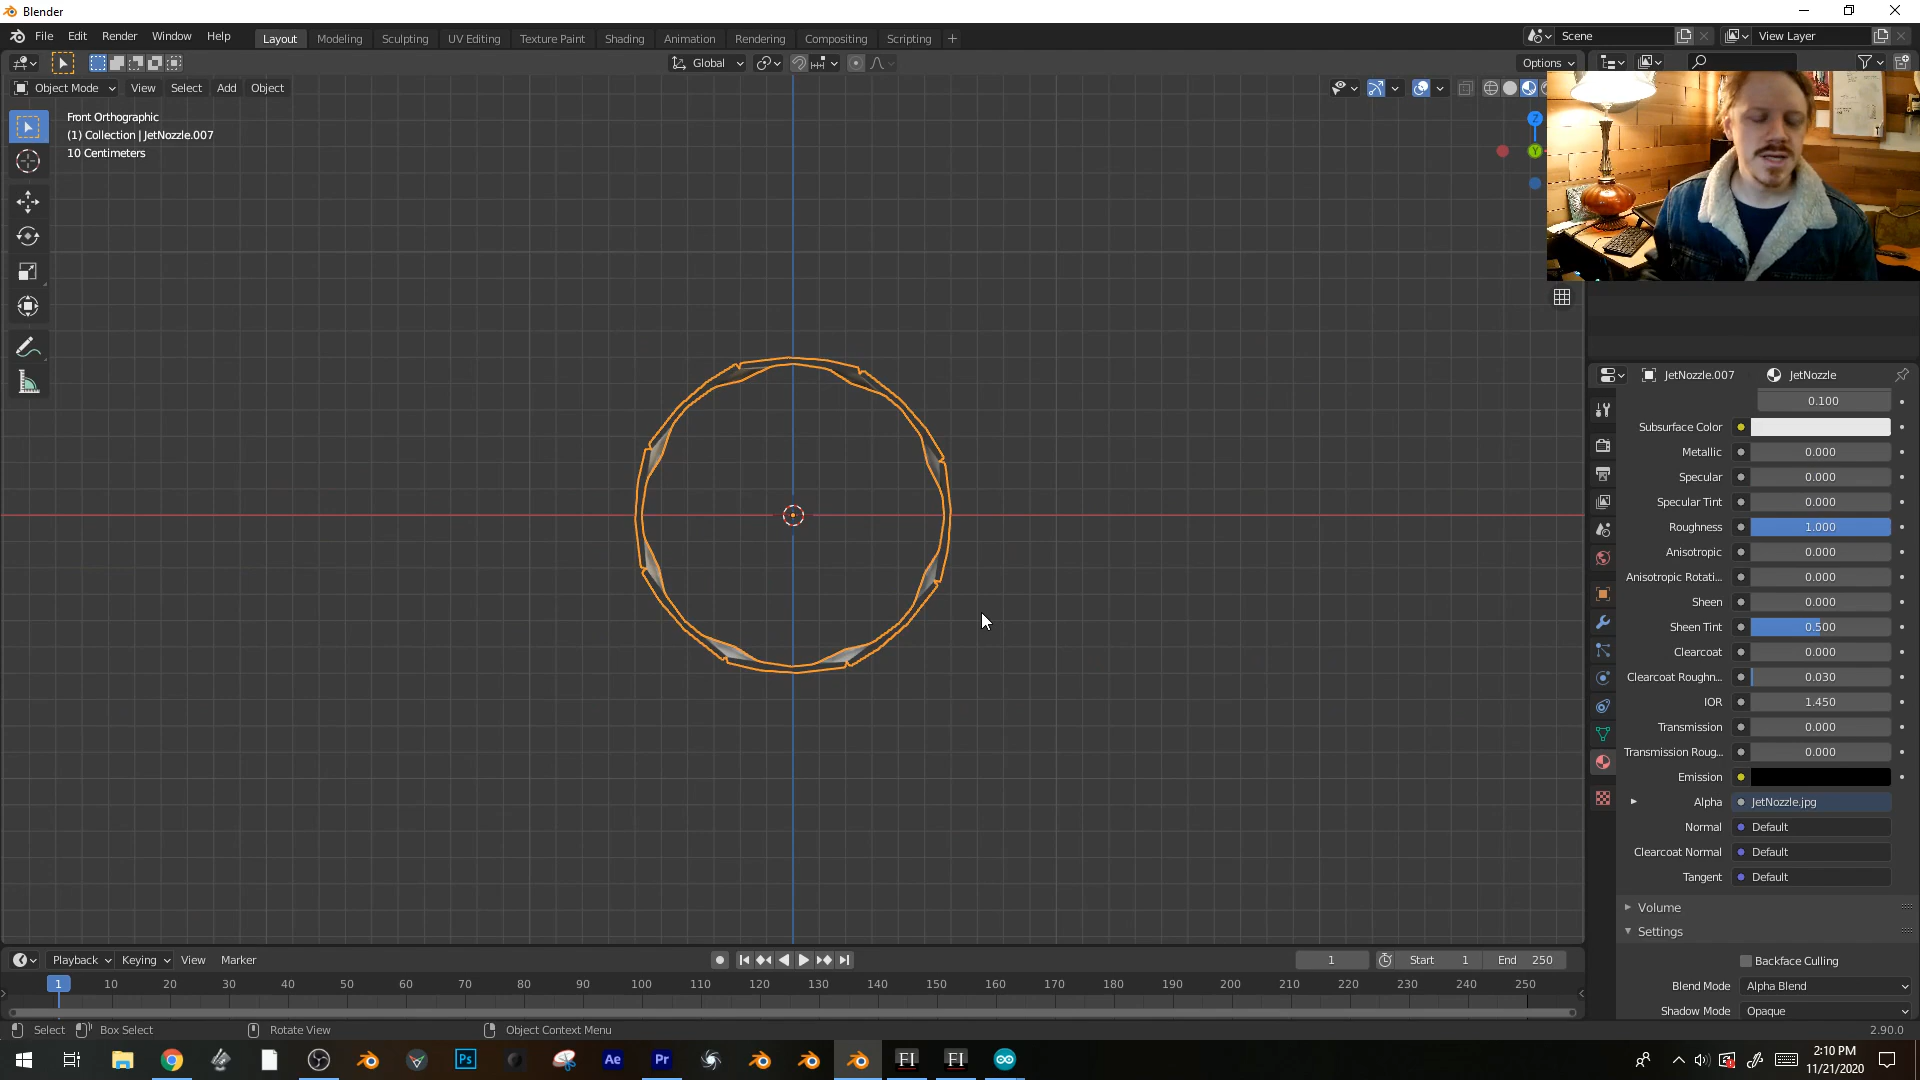 Blender
File Edit Render Window Help Layout Modeling Sculpting UV Editing Texture Paint Shading Animation Rendering Compositing Scripting + Scene View Layer
Global Options
Object Mode View Select Add Object
Front Orthographic
(1) Collection | JetNozzle.007
10 Centimeters
Z
Y
JetNozzle.007 JetNozzle
0.100
Subsurface Color
Metallic 0.000
Specular 0.000
Specular Tint 0.000
Roughness 1.000
Anisotropic 0.000
Anisotropic Rotati... 0.000
Sheen 0.000
Sheen Tint 0.500
Clearcoat 0.000
Clearcoat Roughn... 0.030
IOR 1.450
Transmission 0.000
Transmission Roug... 0.000
Emission
Alpha JetNozzle.jpg
Normal Default
Clearcoat Normal Default
Tangent Default
Volume
Settings
Backface Culling
Blend Mode Alpha Blend
Shadow Mode Opaque
Playback Keying View Marker 1 Start 1 End 250
1 10 20 30 40 50 60 70 80 90 100 110 120 130 140 150 160 170 180 190 200 210 220 230 240 250
Select Box Select Rotate View Object Context Menu 2.90.0
Ps Ae Pr FI FI
2:10 PM
11/21/2020